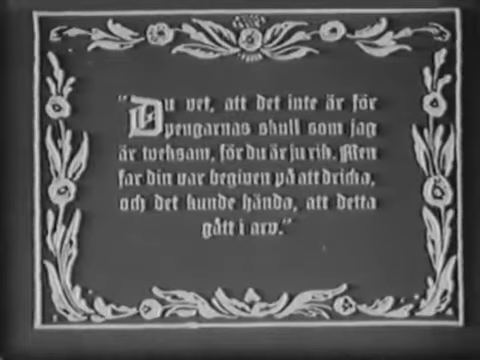 "Du vet, att det inte är för
pengarnas skull som jag
är tveksam, för du är ju rik. Men
far din var begiven på att dricka,
och det kunde hända, att detta
gått i arv."